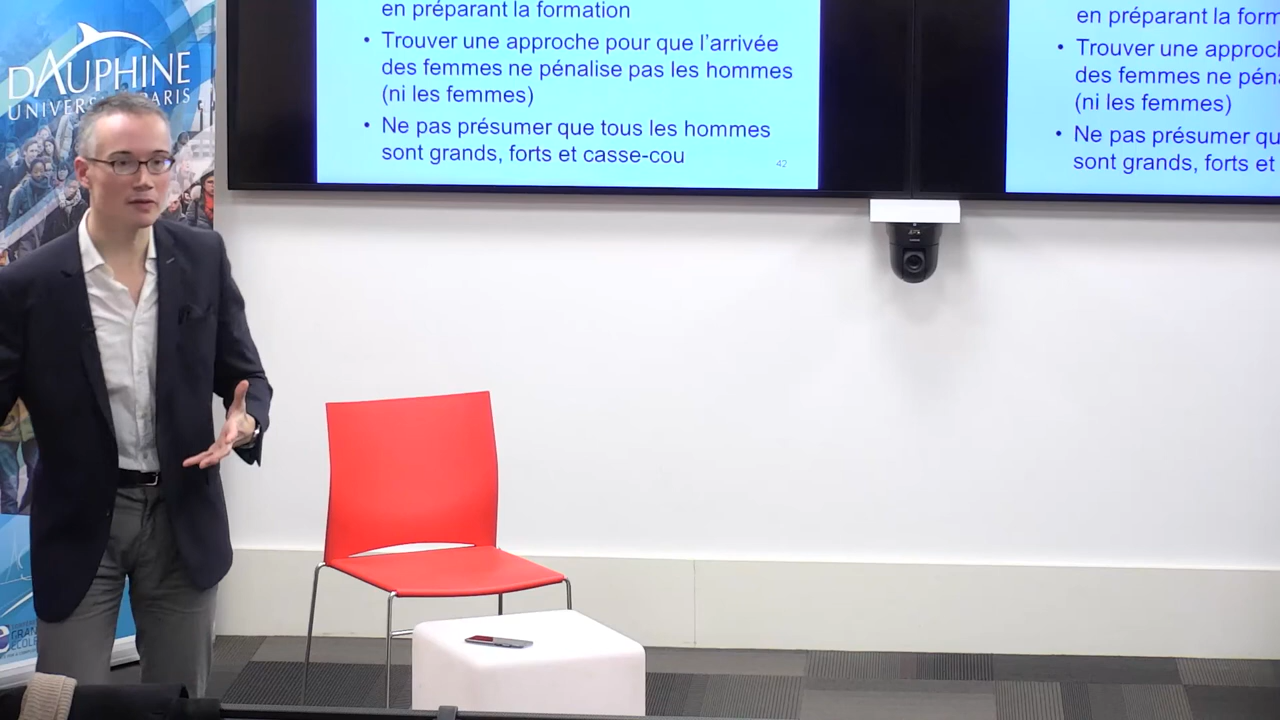 DAUPHINE
UNIVERSITÉ PARIS
en préparant la formation
• Trouver une approche pour que l'arrivée
des femmes ne pénalise pas les hommes
(ni les femmes)
• Ne pas présumer que tous les hommes
sont grands, forts et casse-cou
42
en préparant la form
• Trouver une approc
des femmes ne péna
(ni les femmes)
• Ne pas présumer qu
sont grands, forts et
GRAN
ECOLE